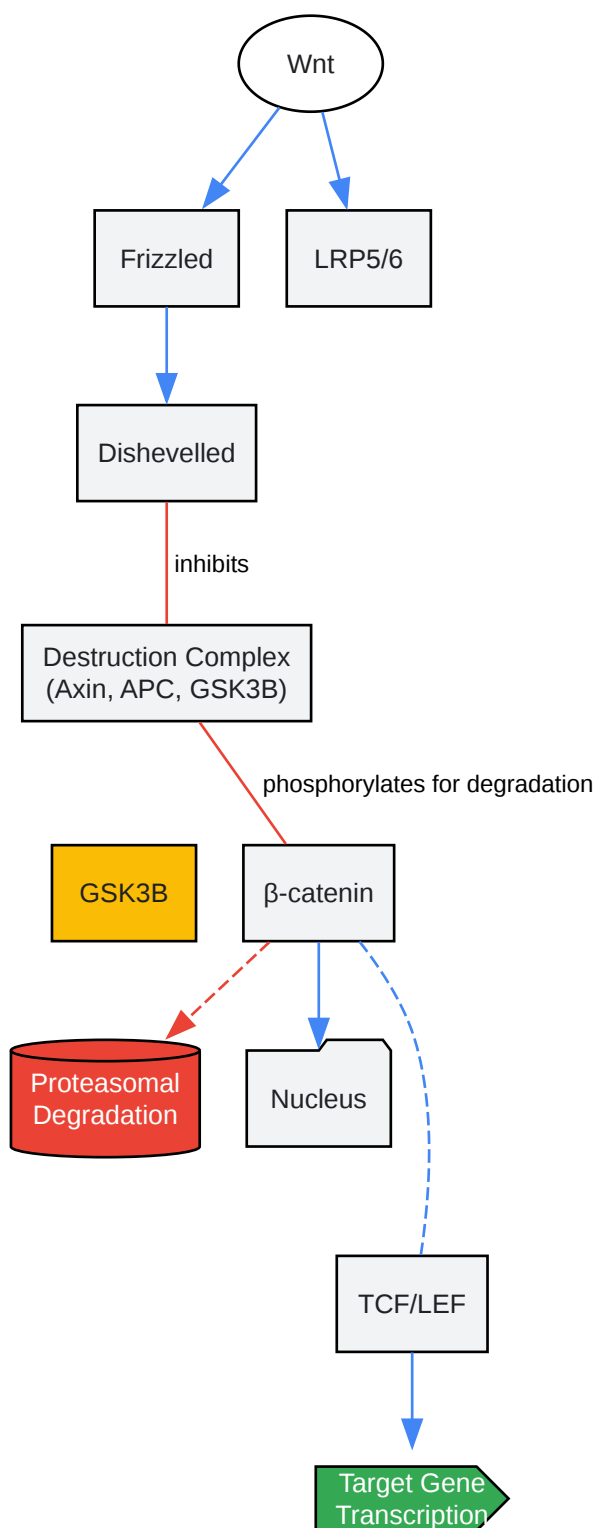 Wnt
Frizzled
LRP5/6
Dishevelled
inhibits
Destruction Complex
(Axin, APC, GSK3B)
phosphorylates for degradation
GSK3B
β-catenin
Proteasomal
Degradation
Nucleus
TCF/LEF
Target Gene
Transcription